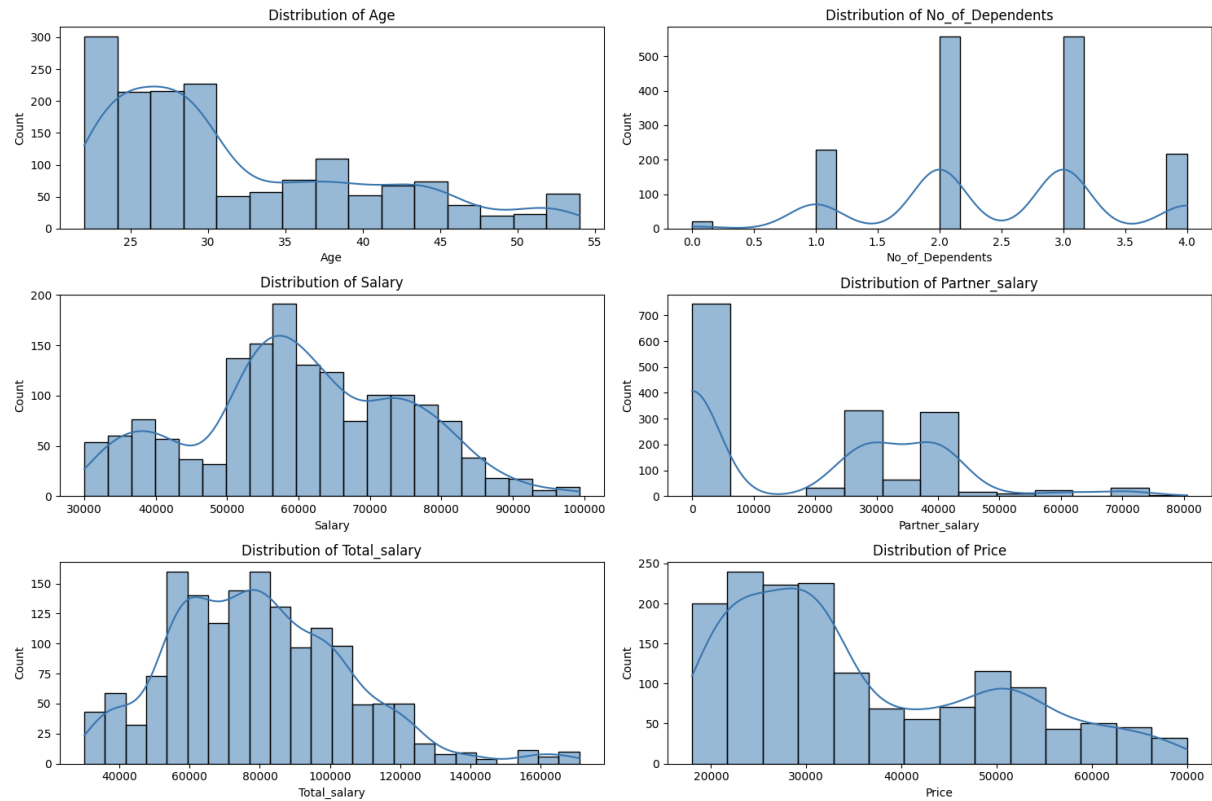 Distribution of Age
300
250
200
150
100
50
0
Count
25 30 35 40 45 50 55
Age
Distribution of No_of_Dependents
500
400
300
200
100
0
Count
0.0 0.5 1.0 1.5 2.0 2.5 3.0 3.5 4.0
No_of_Dependents
Distribution of Salary
200
150
100
50
0
Count
30000 40000 50000 60000 70000 80000 90000 100000
Salary
Distribution of Partner_salary
700
600
500
400
300
200
100
0
Count
0 10000 20000 30000 40000 50000 60000 70000 80000
Partner_salary
Distribution of Total_salary
150
125
100
75
50
25
0
Count
40000 60000 80000 100000 120000 140000 160000
Total_salary
Distribution of Price
250
200
150
100
50
0
Count
20000 30000 40000 50000 60000 70000
Price